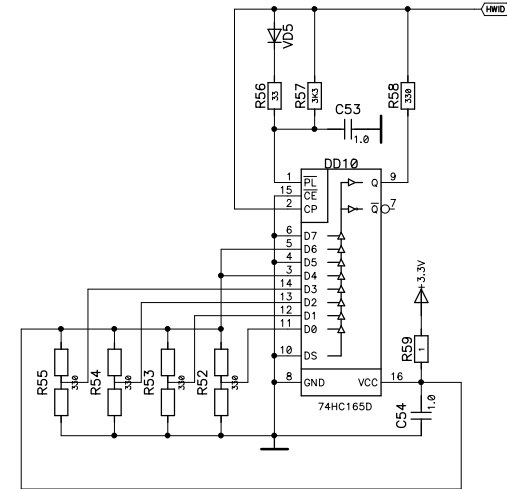 HWID
VD5
R56
33
R57
3K3
R58
330
C53
1.0
DD10
1
PL
Q
9
15
CE
2
CP
Q
7
6
D7
5
D6
4
D5
3
D4
14
D3
13
D2
12
D1
11
D0
10
DS
8
GND
VCC
16
74HC165D
+3.3V
R59
1
C54
1.0
R55
330
R54
330
R53
330
R52
330